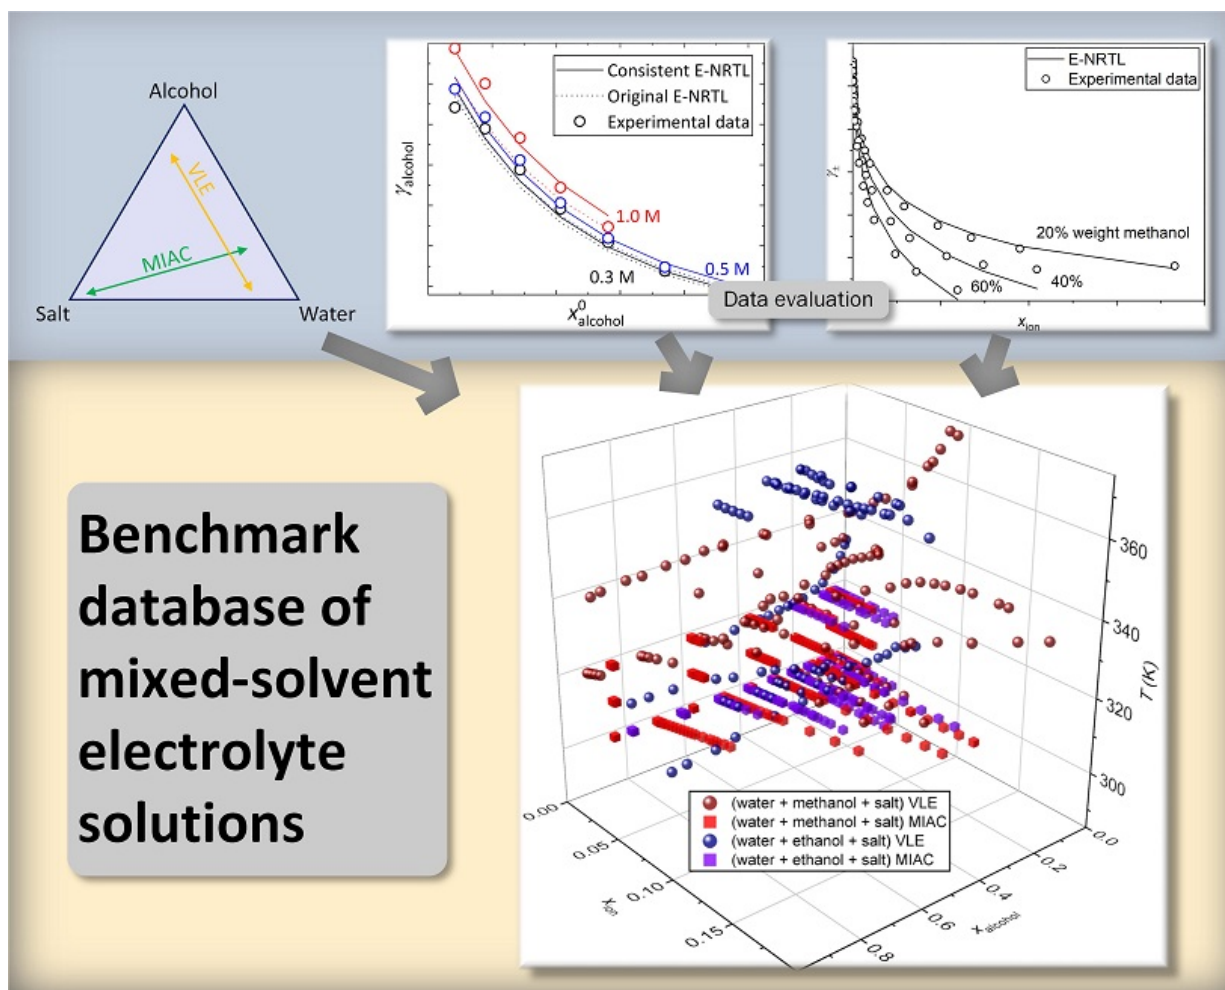 Alcohol
VLE
MIAC
Salt
Water
γalcohol
Consistent E-NRTL
Original E-NRTL
Experimental data
1.0 M
0.5 M
0.3 M
x⁰alcohol
Data evaluation
γ±
E-NRTL
Experimental data
20% weight methanol
40%
60%
xion
Benchmark
database of
mixed-solvent
electrolyte
solutions
360
340
320
300
T (K)
0.00
0.05
0.10
0.15
xion
0.0
0.2
0.4
0.6
0.8
xalcohol
(water + methanol + salt) VLE
(water + methanol + salt) MIAC
(water + ethanol + salt) VLE
(water + ethanol + salt) MIAC